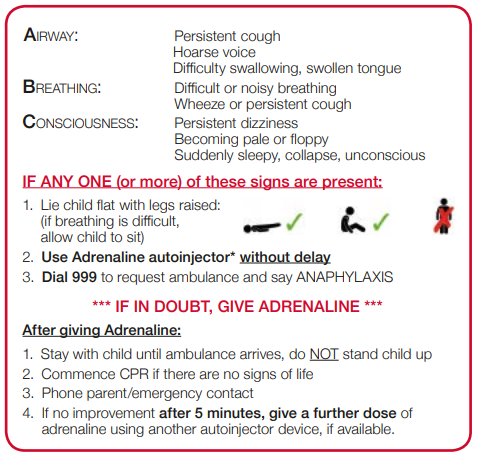 AIRWAY: Persistent cough
Hoarse voice
Difficulty swallowing, swollen tongue
BREATHING: Difficult or noisy breathing
Wheeze or persistent cough
CONSCIOUSNESS: Persistent dizziness
Becoming pale or floppy
Suddenly sleepy, collapse, unconscious
IF ANY ONE (or more) of these signs are present:
1. Lie child flat with legs raised:
(if breathing is difficult,
allow child to sit)
2. Use Adrenaline autoinjector* without delay
3. Dial 999 to request ambulance and say ANAPHYLAXIS
*** IF IN DOUBT, GIVE ADRENALINE ***
After giving Adrenaline:
1. Stay with child until ambulance arrives, do NOT stand child up
2. Commence CPR if there are no signs of life
3. Phone parent/emergency contact
4. If no improvement after 5 minutes, give a further dose of
adrenaline using another autoinjector device, if available.